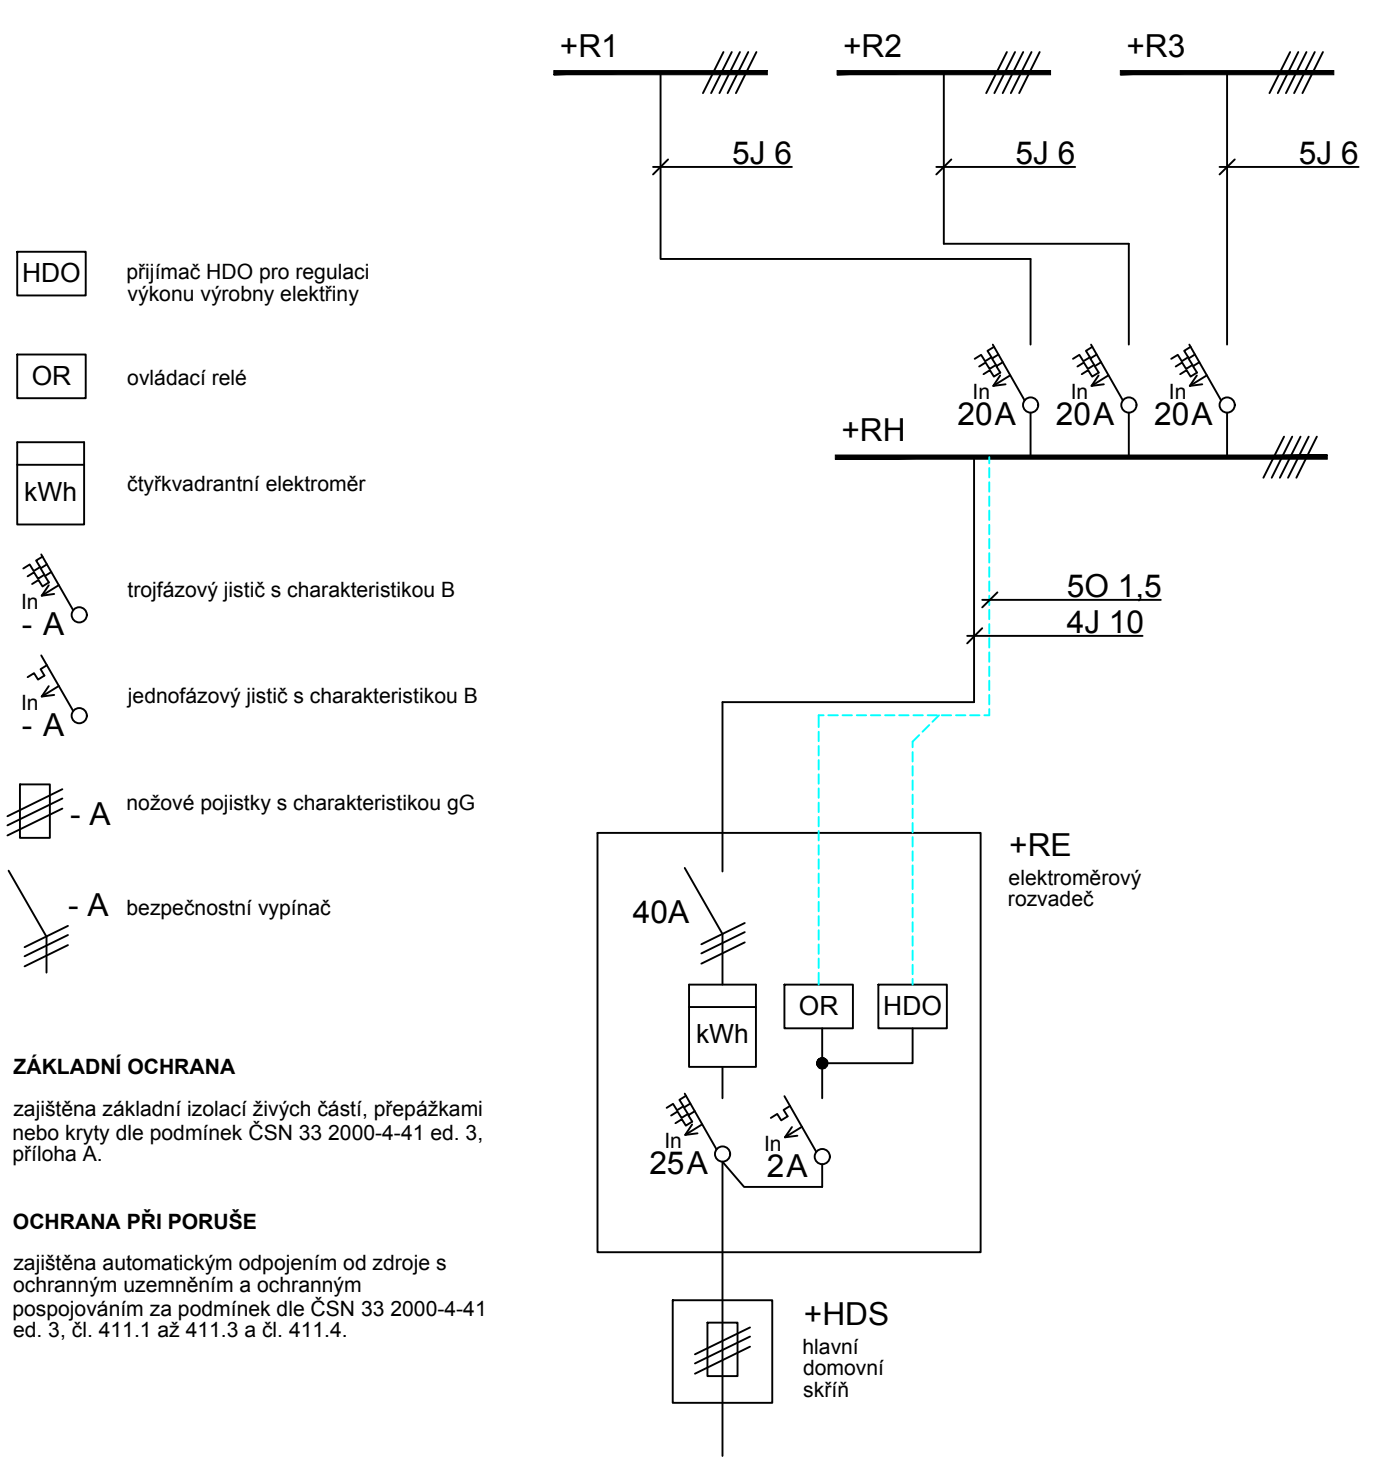 +R1
+R2
+R3
5J 6
5J 6
5J 6
HDO
přijímač HDO pro regulaci
výkonu výrobny elektřiny
OR
ovládací relé
kWh
čtyřkvadrantní elektroměr
In
- A
trojfázový jistič s charakteristikou B
In
- A
jednofázový jistič s charakteristikou B
- A
nožové pojistky s charakteristikou gG
- A
bezpečnostní vypínač
In
20A
In
20A
In
20A
+RH
5O 1,5
4J 10
+RE
elektroměrový
rozvaděč
40A
kWh
OR
HDO
In
25A
In
2A
+HDS
hlavní
domovní
skříň
ZÁKLADNÍ OCHRANA
zajištěna základní izolací živých částí, přepážkami
nebo kryty dle podmínek ČSN 33 2000-4-41 ed. 3,
příloha A.
OCHRANA PŘI PORUŠE
zajištěna automatickým odpojením od zdroje s
ochranným uzemněním a ochranným
pospojováním za podmínek dle ČSN 33 2000-4-41
ed. 3, čl. 411.1 až 411.3 a čl. 411.4.